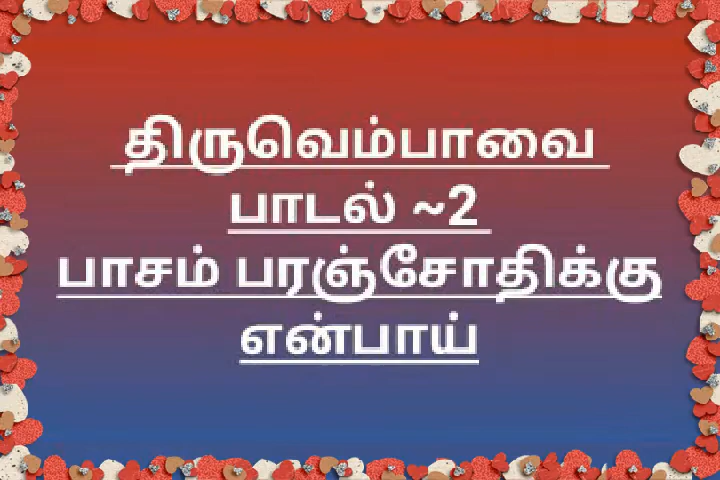 திருவெம்பாவை
பாடல் ~2
பாசம் பரஞ்சோதிக்கு
என்பாய்